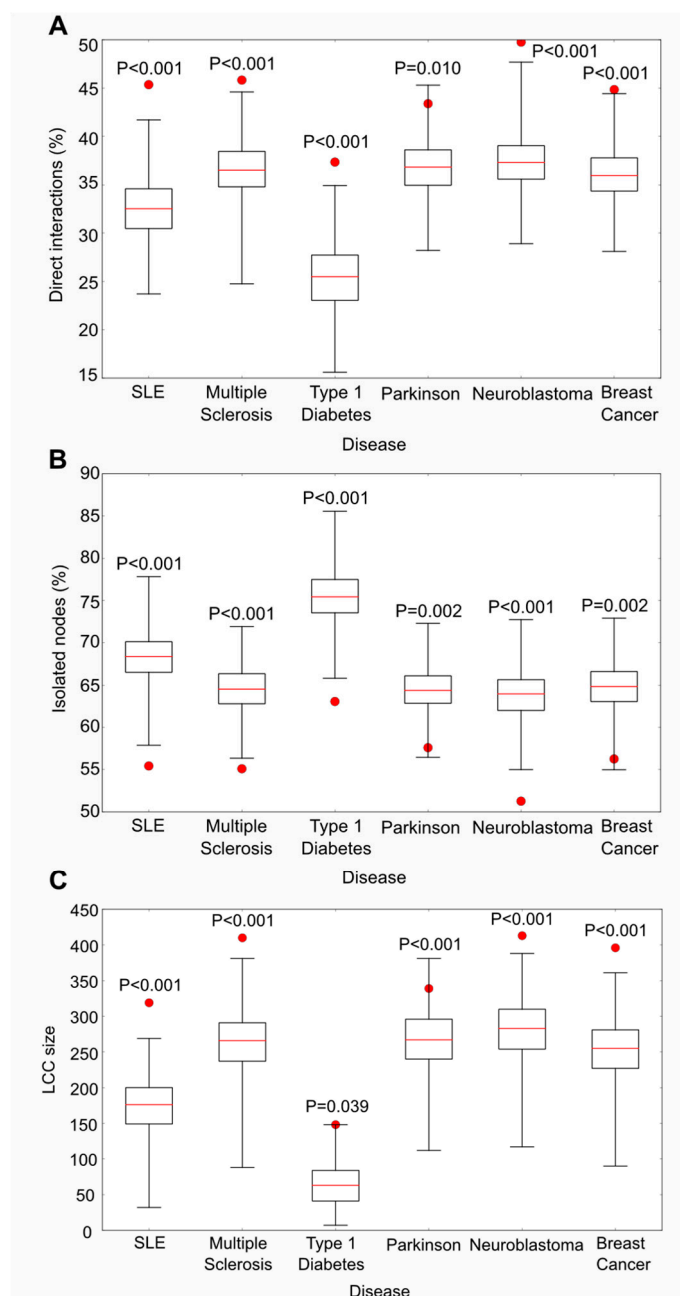 A
50
45
40
35
30
25
20
15
Direct interactions (%)
P<0.001
P<0.001
P<0.001
P=0.010
P<0.001
P<0.001
SLE
Multiple
Sclerosis
Type 1
Diabetes
Parkinson
Neuroblastoma
Breast
Cancer
Disease
B
90
85
80
75
70
65
60
55
50
Isolated nodes (%)
P<0.001
P<0.001
P<0.001
P=0.002
P<0.001
P=0.002
SLE
Multiple
Sclerosis
Type 1
Diabetes
Parkinson
Neuroblastoma
Breast
Cancer
Disease
C
450
400
350
300
250
200
150
100
50
0
LCC size
P<0.001
P<0.001
P=0.039
P<0.001
P<0.001
P<0.001
SLE
Multiple
Sclerosis
Type 1
Diabetes
Parkinson
Neuroblastoma
Breast
Cancer
Disease